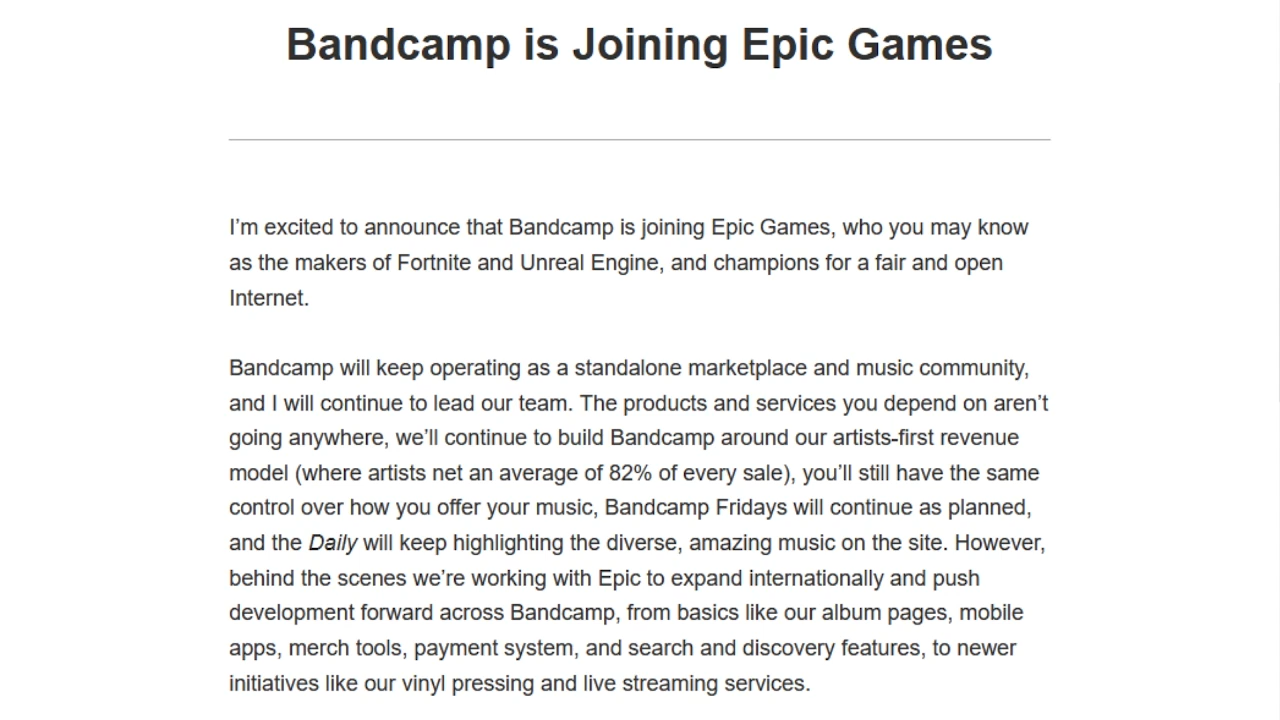 Bandcamp is Joining Epic Games
I’m excited to announce that Bandcamp is joining Epic Games, who you may know
as the makers of Fortnite and Unreal Engine, and champions for a fair and open
Internet.
Bandcamp will keep operating as a standalone marketplace and music community,
and I will continue to lead our team. The products and services you depend on aren’t
going anywhere, we’ll continue to build Bandcamp around our artists-first revenue
model (where artists net an average of 82% of every sale), you’ll still have the same
control over how you offer your music, Bandcamp Fridays will continue as planned,
and the Daily will keep highlighting the diverse, amazing music on the site. However,
behind the scenes we’re working with Epic to expand internationally and push
development forward across Bandcamp, from basics like our album pages, mobile
apps, merch tools, payment system, and search and discovery features, to newer
initiatives like our vinyl pressing and live streaming services.